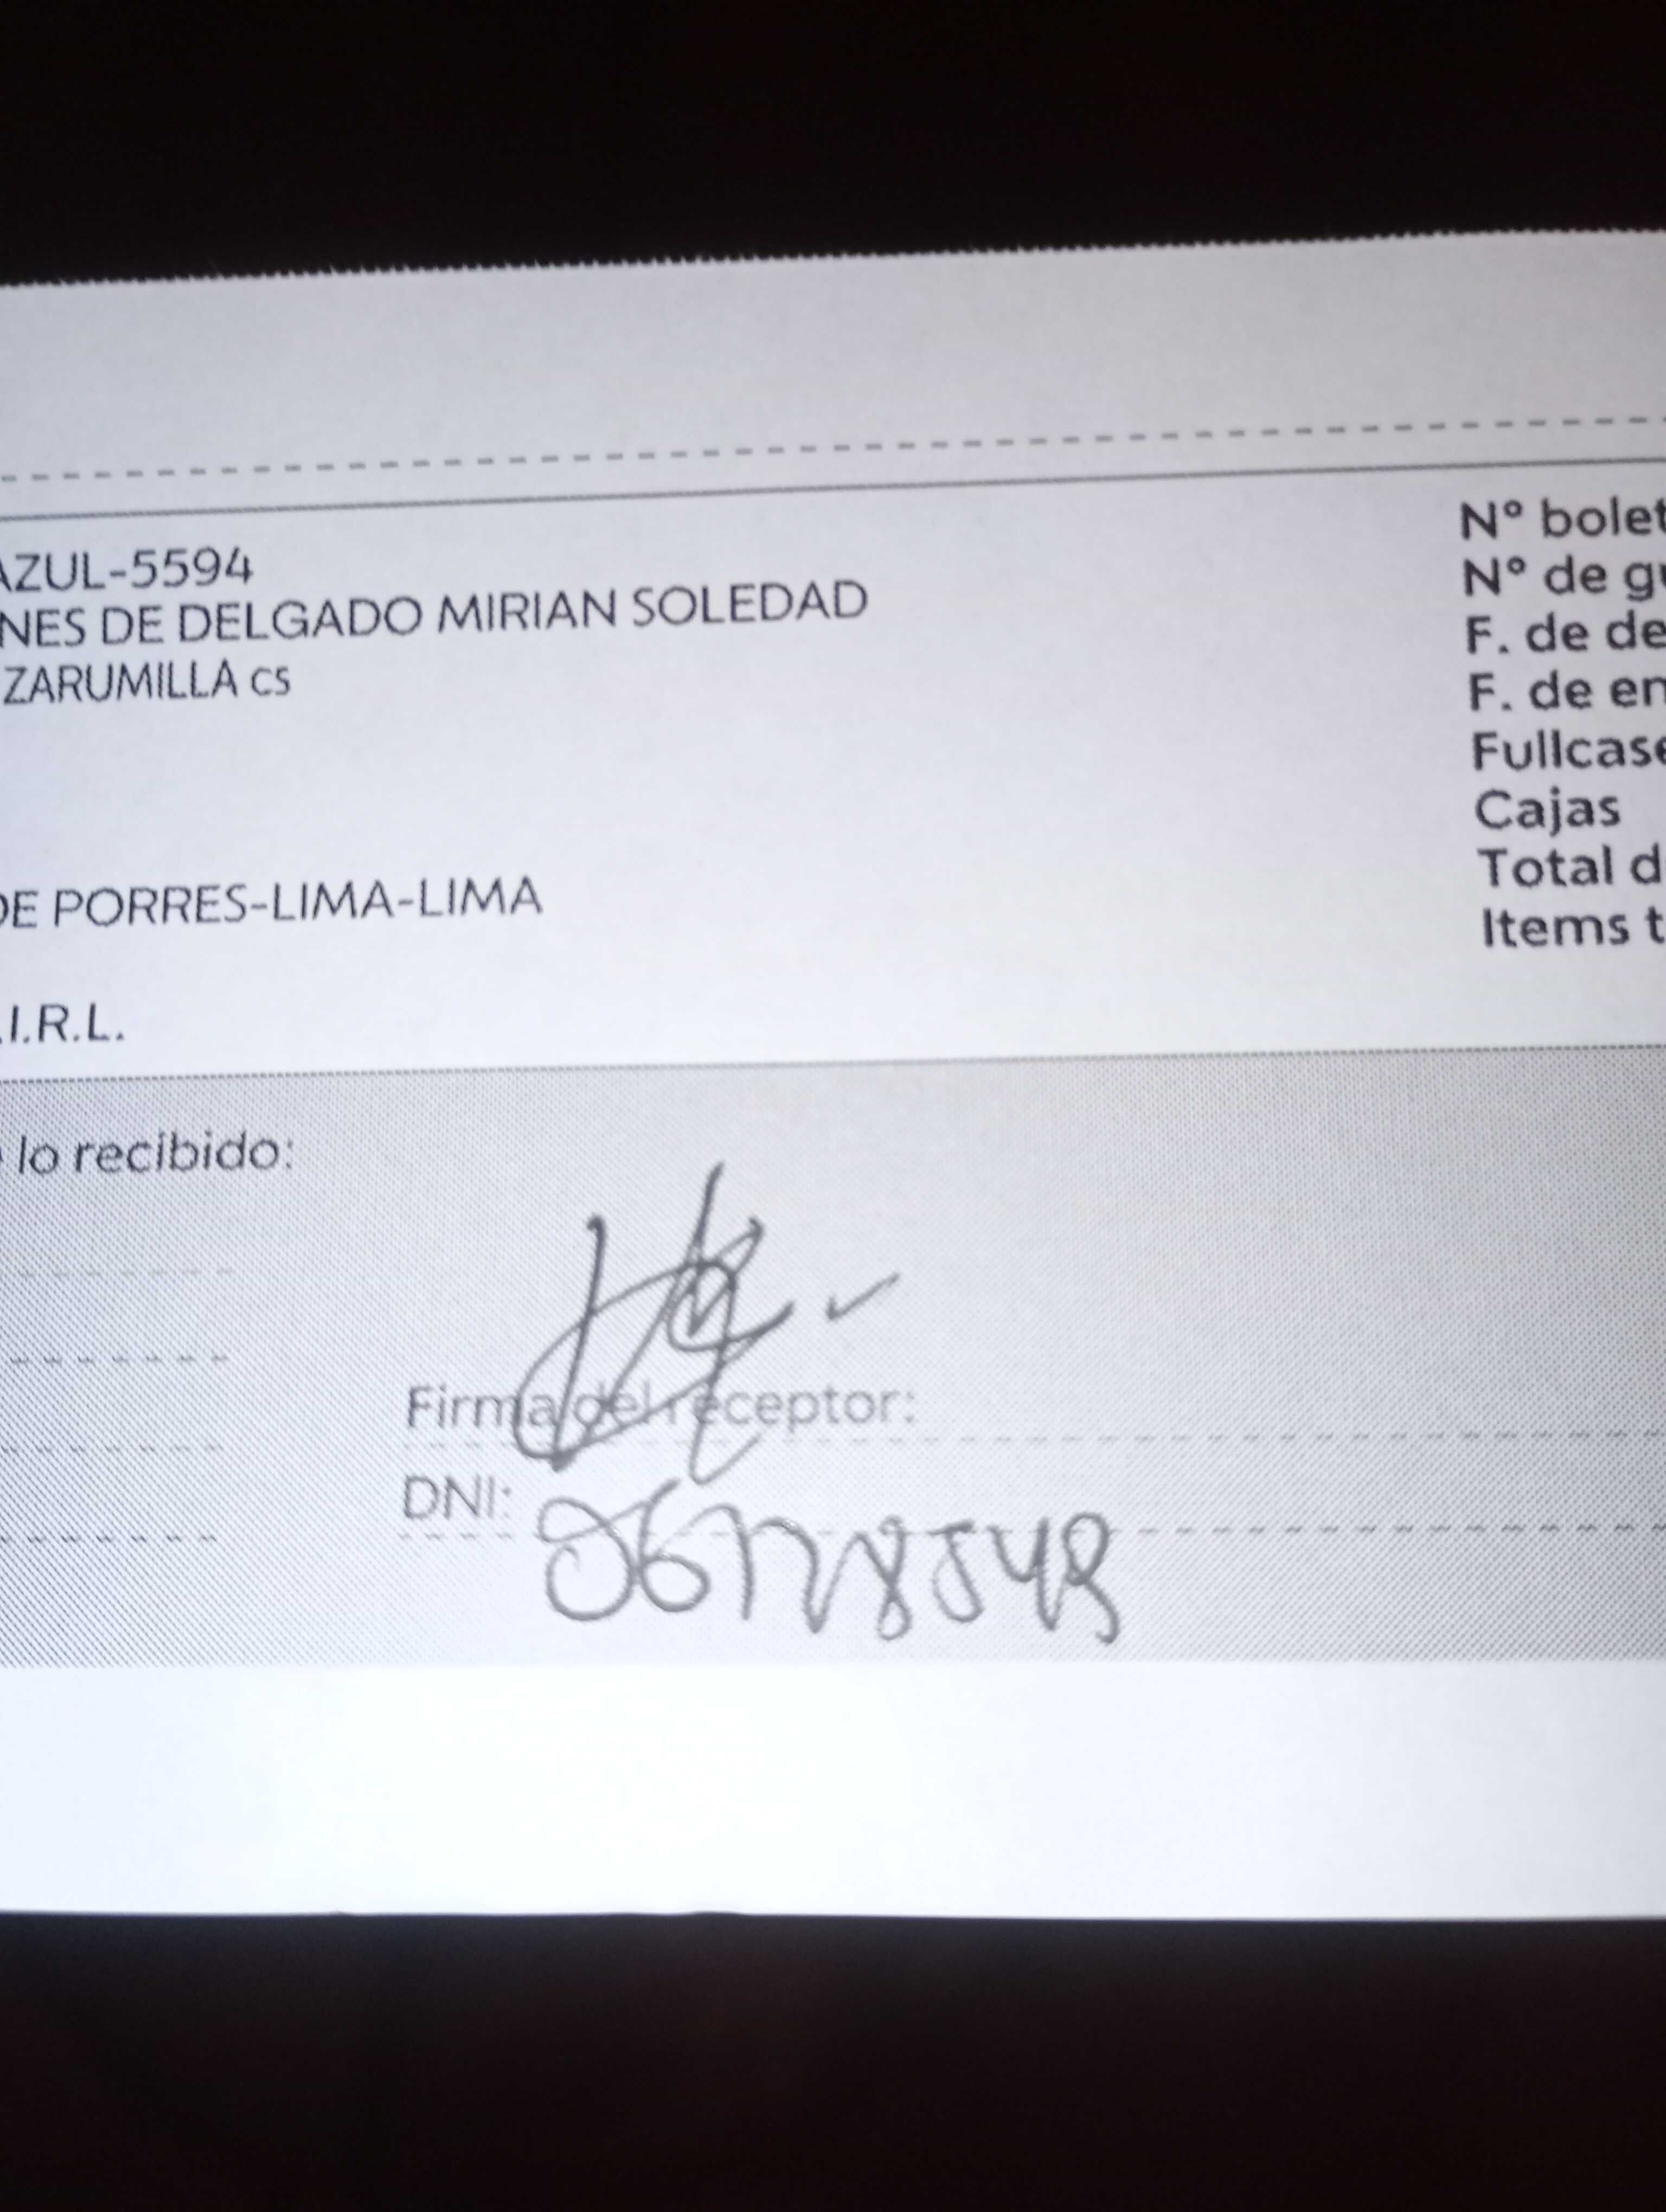 AZUL-5594
NES DE DELGADO MIRIAN SOLEDAD
ZARUMILLA CS
DE PORRES-LIMA-LIMA
.I.R.L.
N° bolet
N° de gu
F. de de
F. de en
Fullcase
Cajas
Total d
Items t
lo recibido:
Firma del receptor:
DNI: